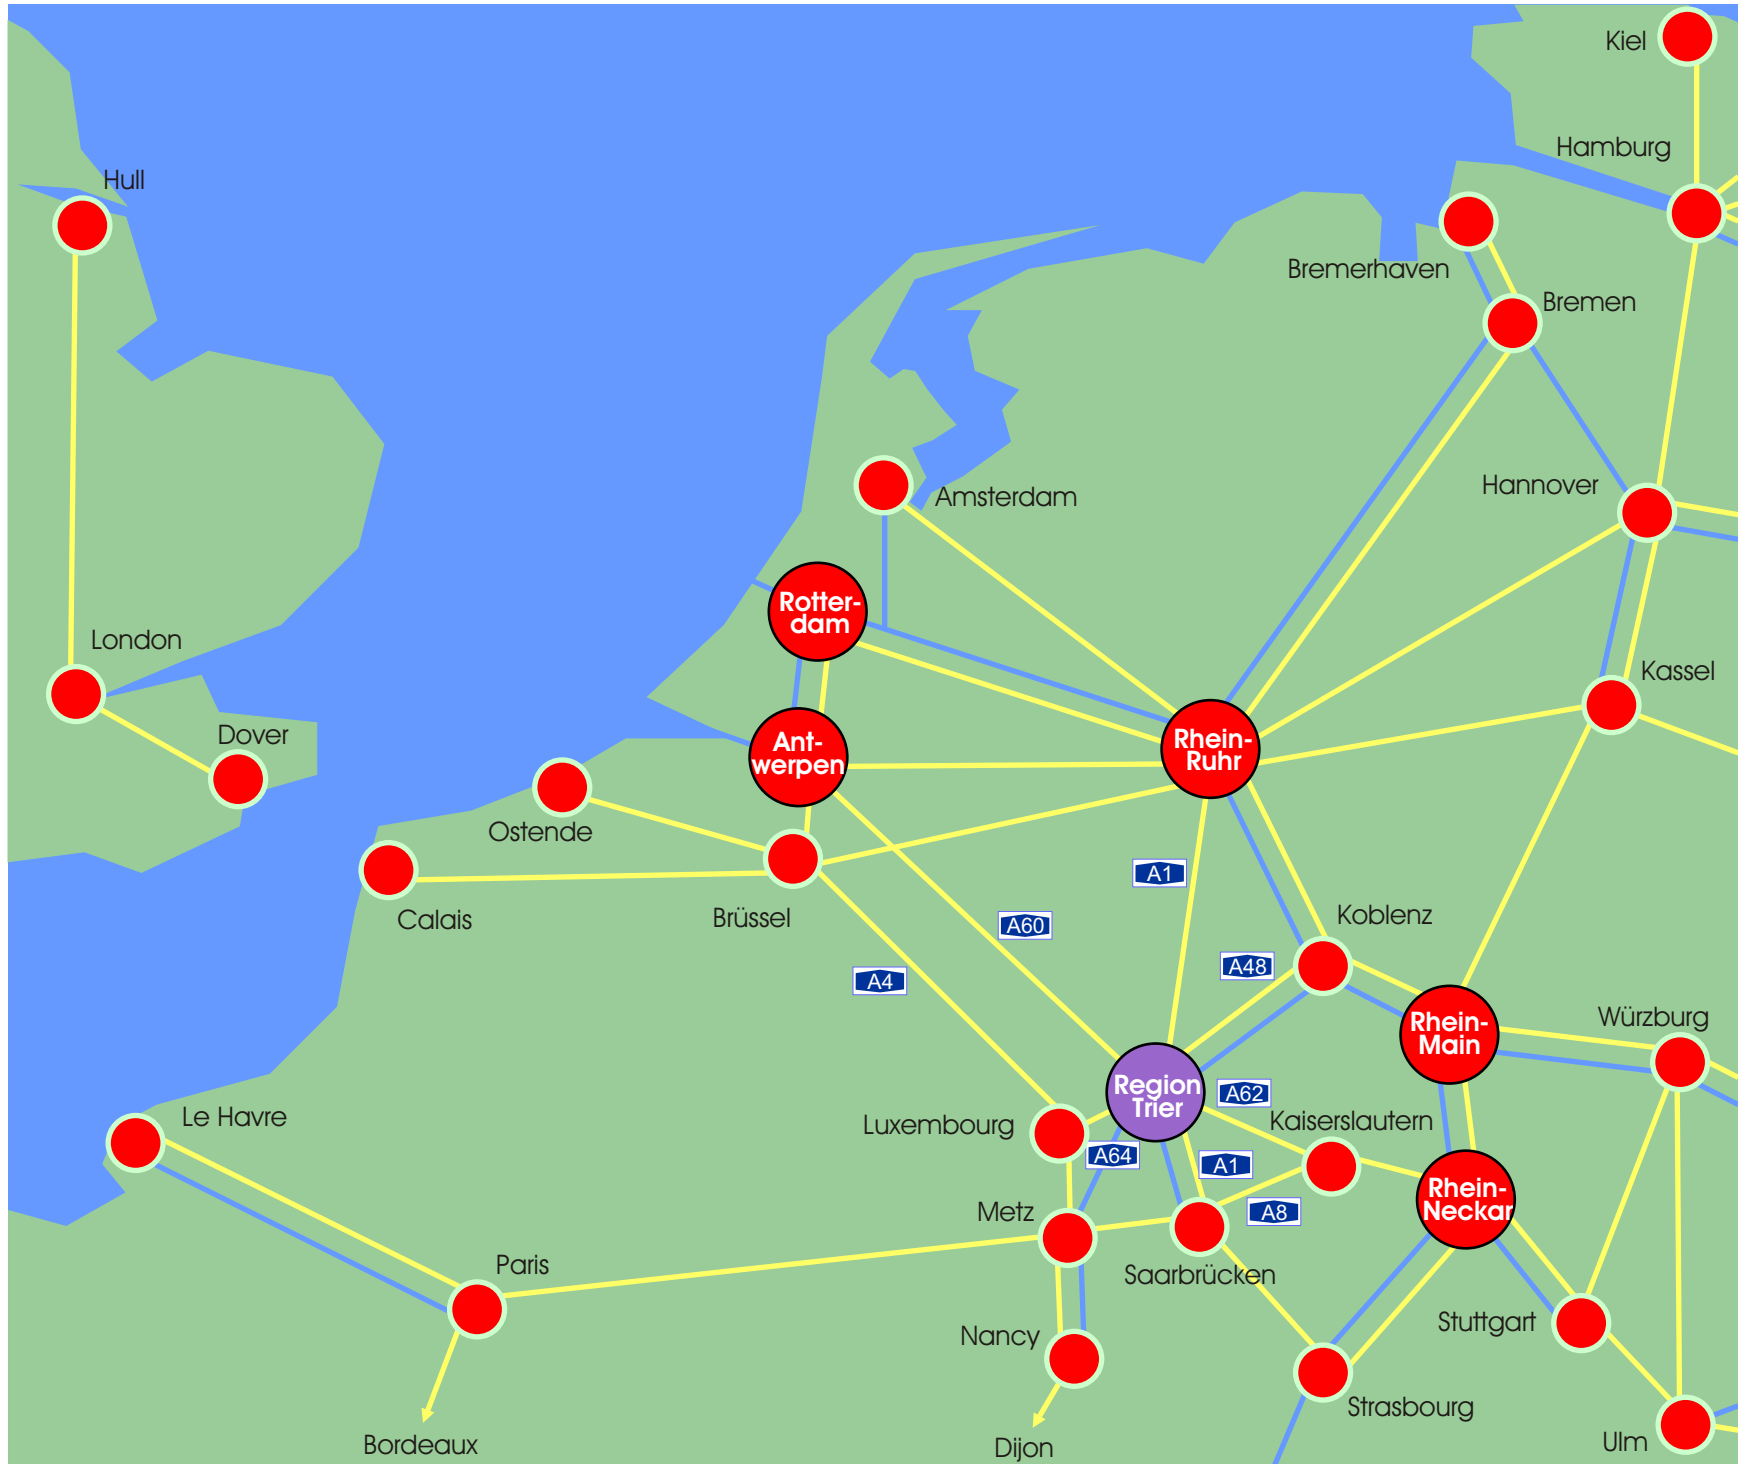 Kiel
Hamburg
Hull
Bremerhaven
Bremen
Hannover
Amsterdam
Rotter-
dam
London
Kassel
Dover
Ant-
werpen
Rhein-
Ruhr
Ostende
A1
Calais
Brüssel
A60
Koblenz
A4
A48
Rhein-
Main
Würzburg
Region
Trier
A62
Le Havre
Luxembourg
Kaiserslautern
A64
A1
Rhein-
Neckar
Metz
A8
Paris
Saarbrücken
Nancy
Stuttgart
Strasbourg
Bordeaux
Dijon
Ulm